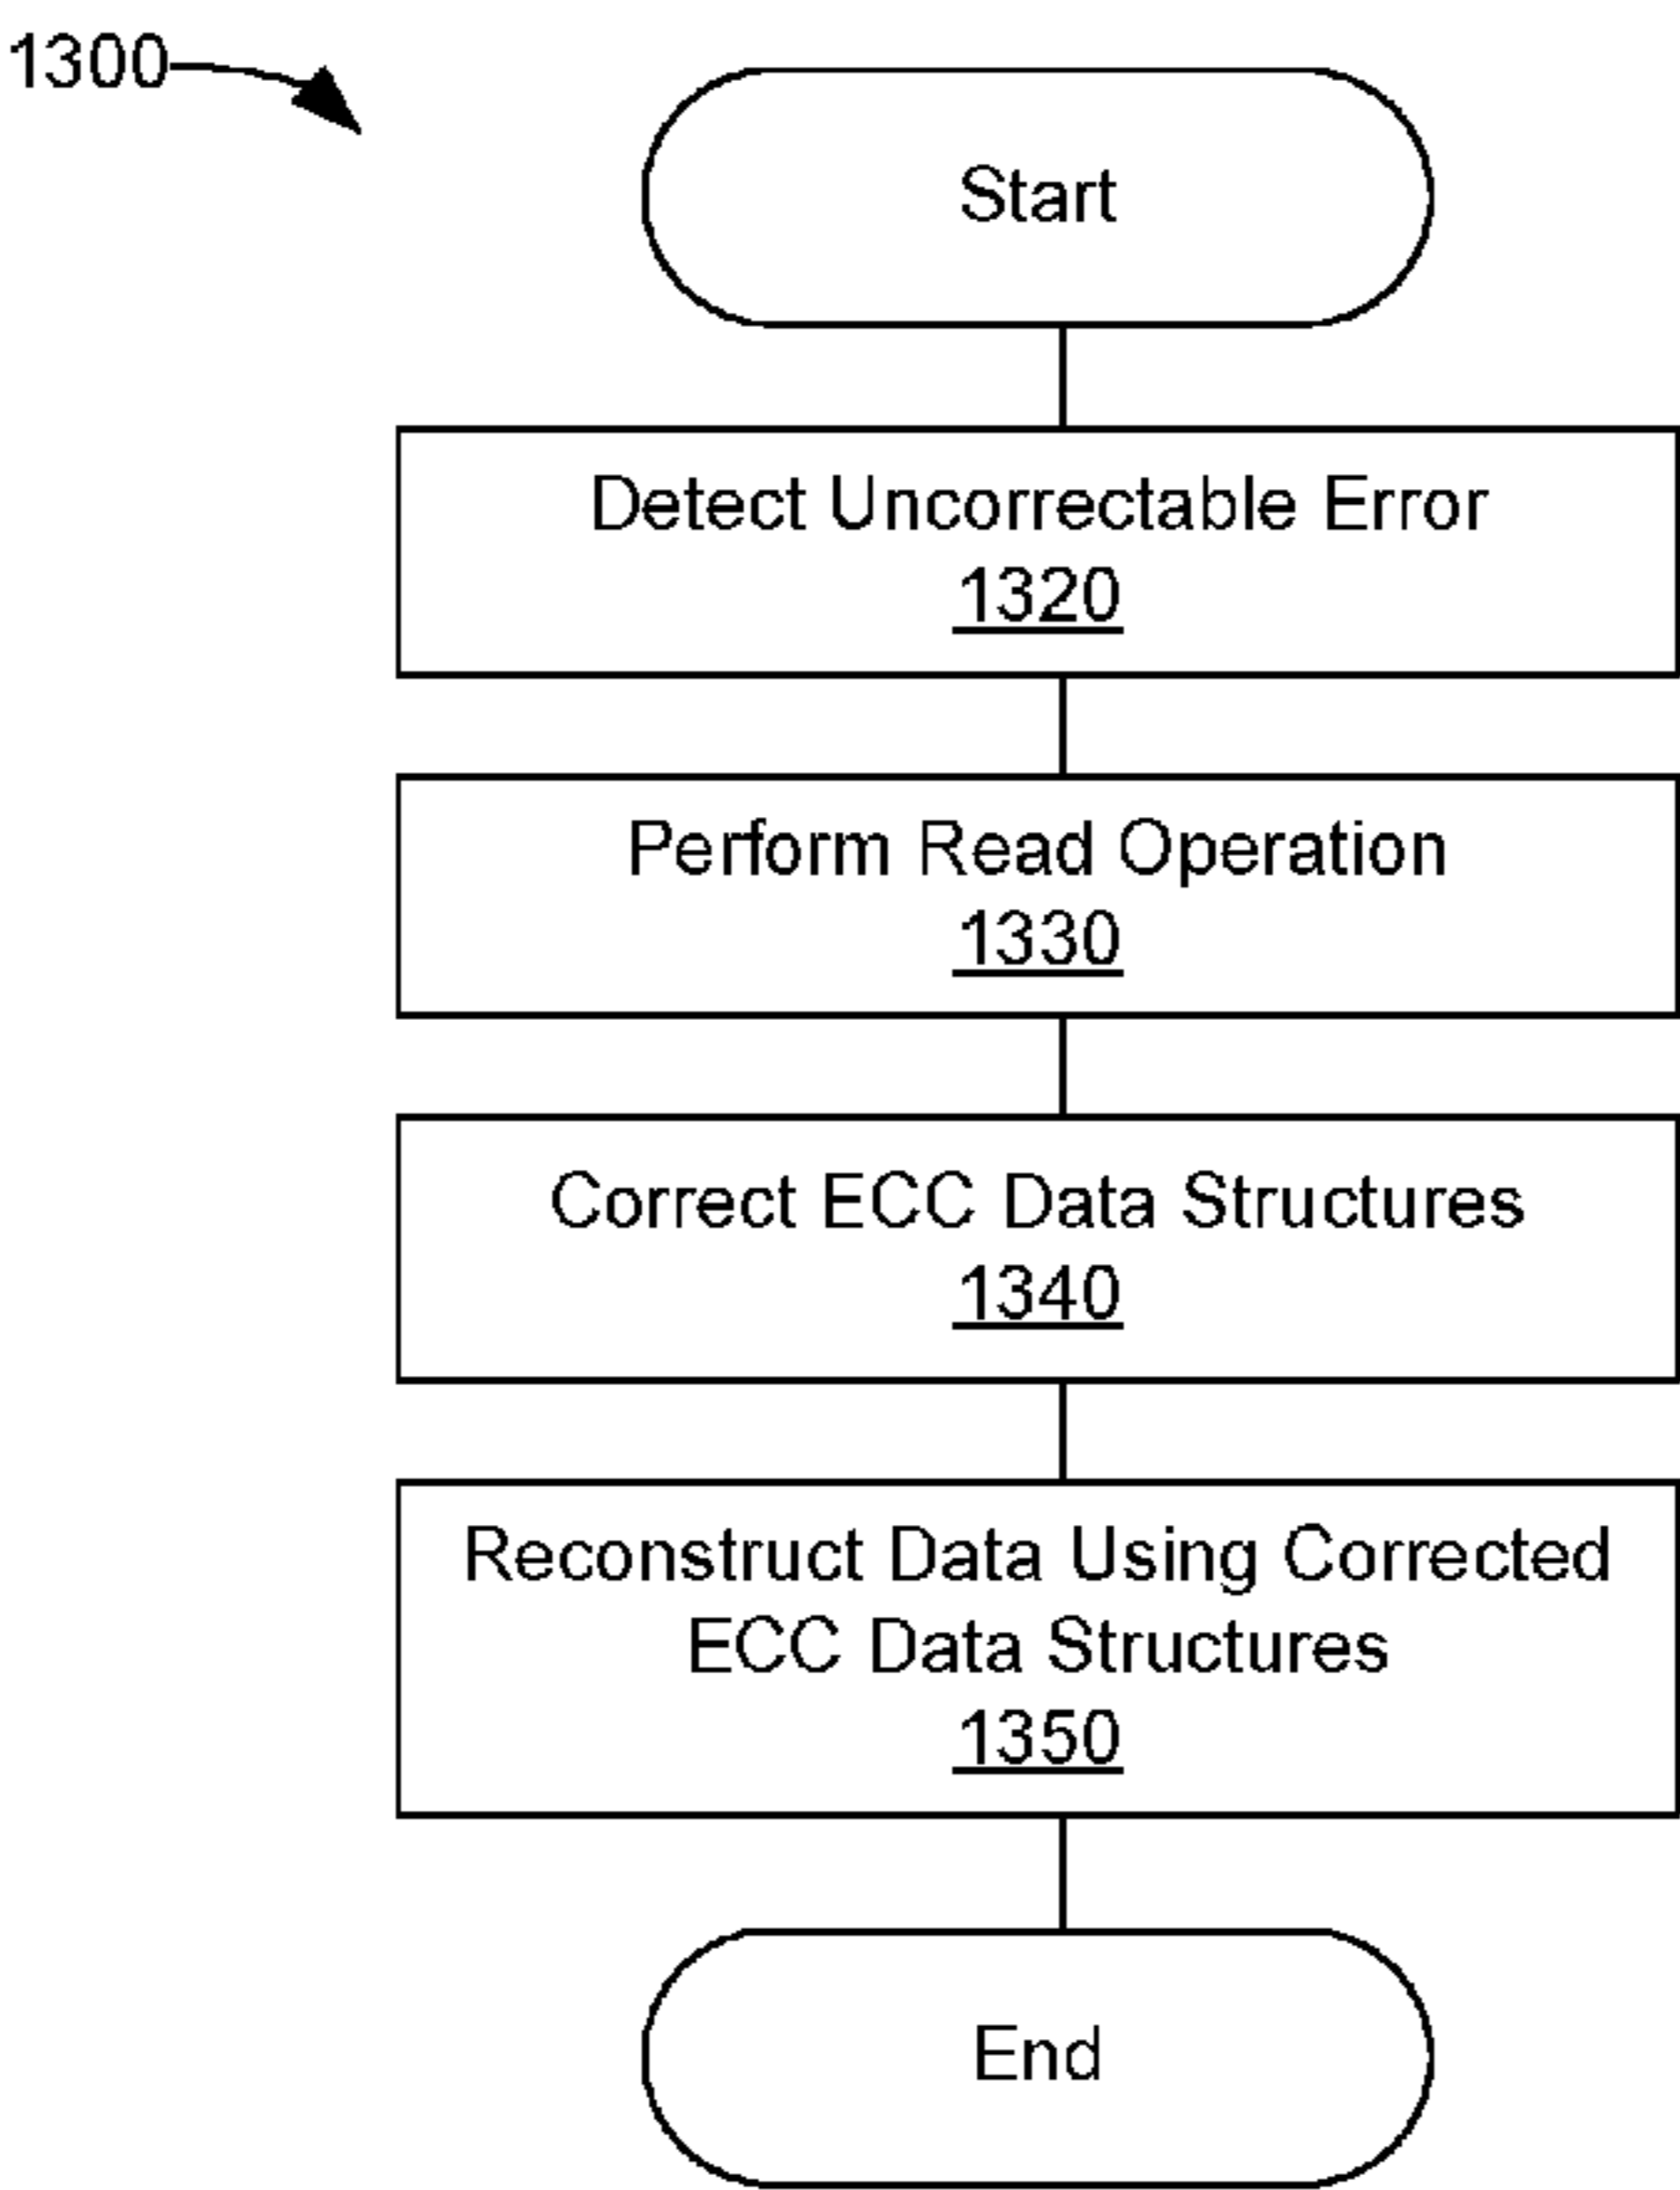 1300
Start
Detect Uncorrectable Error
1320
Perform Read Operation
1330
Correct ECC Data Structures
1340
Reconstruct Data Using Corrected
ECC Data Structures
1350
End